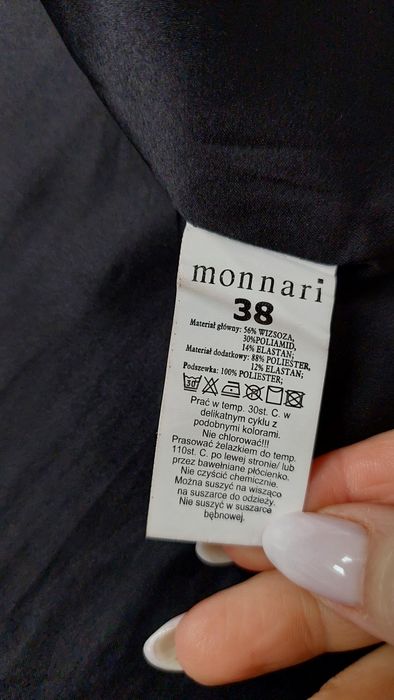 monnari
38
Materiał główny: 56% WIZSOZA,
30%POLIAMID,
14% ELASTAN;
Materiał dodatkowy: 88% POLIESTER,
12% ELASTAN;
Podszewka: 100% POLIESTER;
30
Prać w temp. 30st. C. w
delikatnym cyklu z
podobnymi kolorami.
Nie chlorować!!!
Prasować żelazkiem do temp.
110st. C. po lewej stronie/ lub
przez bawełniane płócienko.
Nie czyścić chemicznie.
Można suszyć na wisząco
na suszarce do odzieży.
Nie suszyć w suszarce
bębnowej.